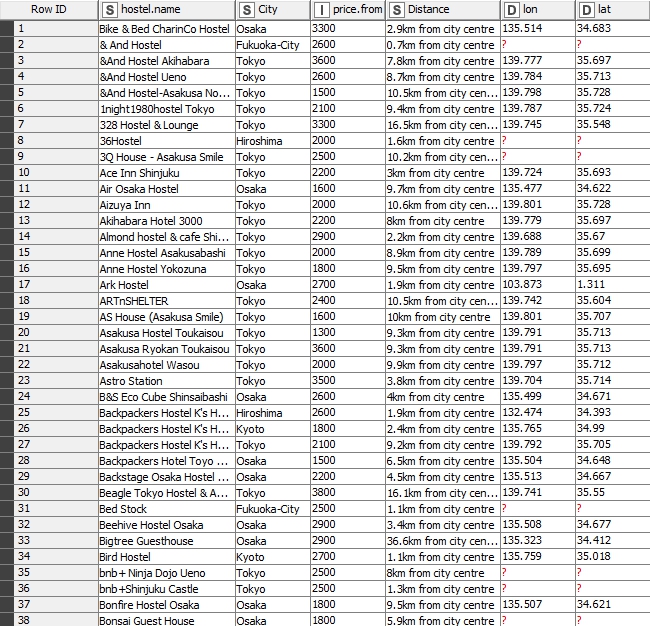 Row ID S hostel.name S City I price.from S Distance D lon D lat
1 Bike & Bed CharinCo Hostel Osaka 3300 2.9km from city centre 135.514 34.683
2 & And Hostel Fukuoka-City 2600 0.7km from city centre ? ?
3 &And Hostel Akihabara Tokyo 3600 7.8km from city centre 139.777 35.697
4 &And Hostel Ueno Tokyo 2600 8.7km from city centre 139.784 35.713
5 &And Hostel-Asakusa No... Tokyo 1500 10.5km from city cen... 139.798 35.728
6 1night1980hostel Tokyo Tokyo 2100 9.4km from city centre 139.787 35.724
7 328 Hostel & Lounge Tokyo 3300 16.5km from city cen... 139.745 35.548
8 36Hostel Hiroshima 2000 1.6km from city centre ? ?
9 3Q House - Asakusa Smile Tokyo 2500 10.2km from city cen... ? ?
10 Ace Inn Shinjuku Tokyo 2200 3km from city centre 139.724 35.693
11 Air Osaka Hostel Osaka 1600 9.7km from city centre 135.477 34.622
12 Aizuya Inn Tokyo 2000 10.6km from city cen... 139.801 35.728
13 Akihabara Hotel 3000 Tokyo 2200 8km from city centre 139.779 35.697
14 Almond hostel & cafe Shi... Tokyo 2900 2.2km from city centre 139.688 35.67
15 Anne Hostel Asakusabashi Tokyo 2000 8.9km from city centre 139.789 35.699
16 Anne Hostel Yokozuna Tokyo 1800 9.5km from city centre 139.797 35.695
17 Ark Hostel Osaka 2700 1.9km from city centre 103.873 1.311
18 ARTnSHELTER Tokyo 2400 10.5km from city cen... 139.742 35.604
19 AS House (Asakusa Smile) Tokyo 1600 10km from city centre 139.801 35.707
20 Asakusa Hostel Toukaisou Tokyo 1300 9.3km from city centre 139.791 35.713
21 Asakusa Ryokan Toukaisou Tokyo 3600 9.3km from city centre 139.791 35.713
22 Asakusahotel Wasou Tokyo 2000 9.9km from city centre 139.797 35.712
23 Astro Station Tokyo 3500 3.8km from city centre 139.704 35.714
24 B&S Eco Cube Shinsaibashi Osaka 2600 4km from city centre 135.499 34.671
25 Backpackers Hostel K's H... Hiroshima 2600 1.9km from city centre 132.474 34.393
26 Backpackers Hostel K's H... Kyoto 1800 2.4km from city centre 135.765 34.99
27 Backpackers Hostel K's H... Tokyo 2100 9.2km from city centre 139.792 35.705
28 Backpackers Hotel Toyo ... Osaka 1500 6.5km from city centre 135.504 34.648
29 Backstage Osaka Hostel ... Osaka 2200 4.5km from city centre 135.513 34.667
30 Beagle Tokyo Hostel & A... Tokyo 3800 16.1km from city cen... 139.741 35.55
31 Bed Stock Fukuoka-City 2500 1.1km from city centre ? ?
32 Beehive Hostel Osaka Osaka 2900 3.4km from city centre 135.508 34.677
33 Bigtree Guesthouse Osaka 2900 36.6km from city cen... 135.323 34.412
34 Bird Hostel Kyoto 2700 1.1km from city centre 135.759 35.018
35 bnb+ Ninja Dojo Ueno Tokyo 2500 8km from city centre ? ?
36 bnb+Shinjuku Castle Tokyo 2500 1.3km from city centre ? ?
37 Bonfire Hostel Osaka Osaka 1800 9.5km from city centre 135.507 34.621
38 Bonsai Guest House Osaka 1800 5.9km from city centre ? ?